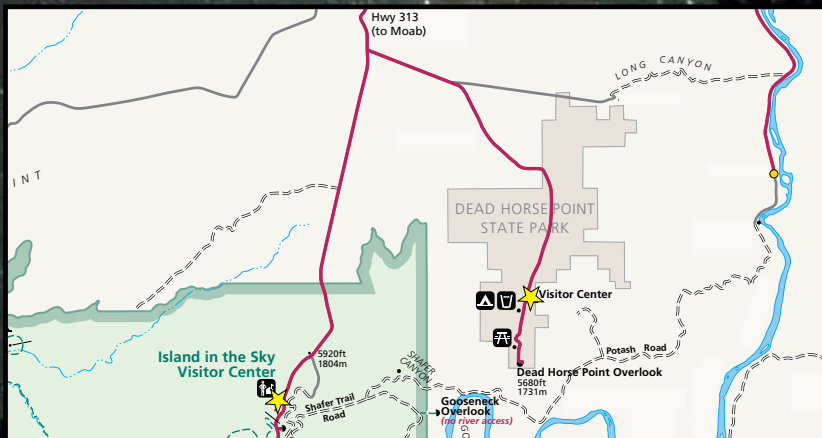 Hwy 313
(to Moab)
LONG CANYON
INT
DEAD HORSE POINT
STATE PARK
Visitor Center
Island in the Sky
Visitor Center
5920ft
1804m
SHAFER
CANYON
Potash Road
Dead Horse Point Overlook
5680ft
1731m
Shafer Trail
Road
Gooseneck
Overlook
(no river access)
GO